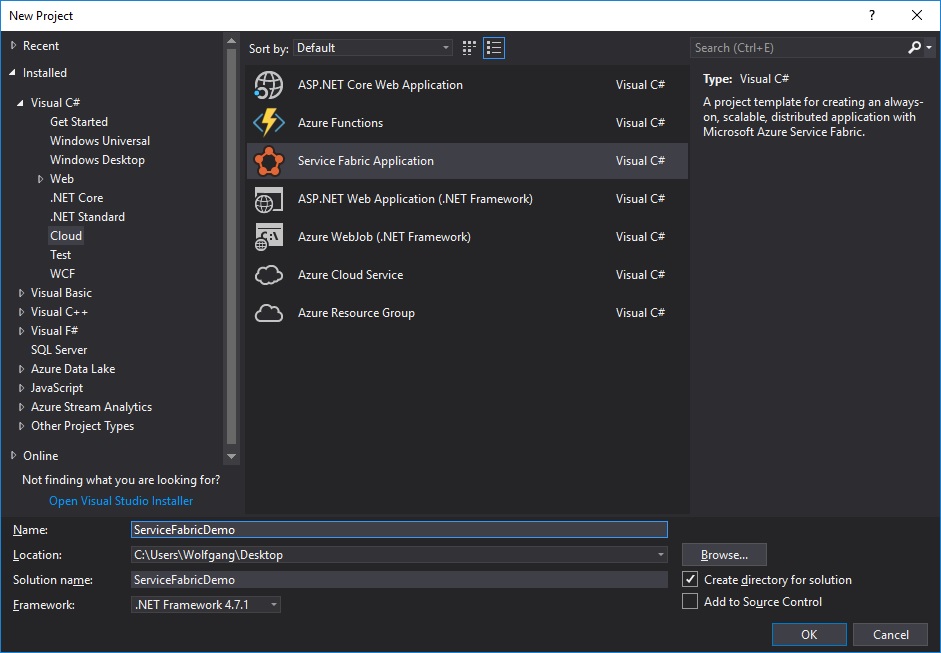 New Project
?
Recent
Installed
Visual C#
Get Started
Windows Universal
Windows Desktop
Web
.NET Core
.NET Standard
Cloud
Test
WCF
Visual Basic
Visual C++
Visual F#
SQL Server
Azure Data Lake
JavaScript
Azure Stream Analytics
Other Project Types
Online
Not finding what you are looking for?
Open Visual Studio Installer
Sort by: Default
ASP.NET Core Web Application Visual C#
Azure Functions Visual C#
Service Fabric Application Visual C#
ASP.NET Web Application (.NET Framework) Visual C#
Azure WebJob (.NET Framework) Visual C#
Azure Cloud Service Visual C#
Azure Resource Group Visual C#
Search (Ctrl+E)
Type: Visual C#
A project template for creating an always-
on, scalable, distributed application with
Microsoft Azure Service Fabric.
Name: ServiceFabricDemo
Location: C:\Users\Wolfgang\Desktop Browse...
Solution name: ServiceFabricDemo Create directory for solution
Framework: .NET Framework 4.7.1 Add to Source Control
OK Cancel